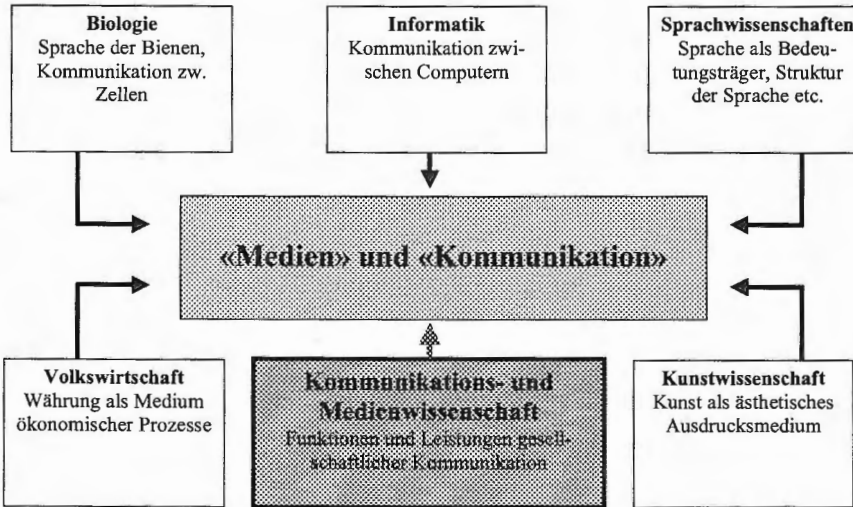 Biologie
Sprache der Bienen,
Kommunikation zw.
Zellen
Informatik
Kommunikation zwi-
schen Computern
Sprachwissenschaften
Sprache als Bedeu-
tungsträger, Struktur
der Sprache etc.
«Medien» und «Kommunikation»
Volkswirtschaft
Währung als Medium
ökonomischer Prozesse
Kommunikations- und
Medienwissenschaft
Funktionen und Leistungen gesell-
schaftlicher Kommunikation
Kunstwissenschaft
Kunst als ästhetisches
Ausdrucksmedium